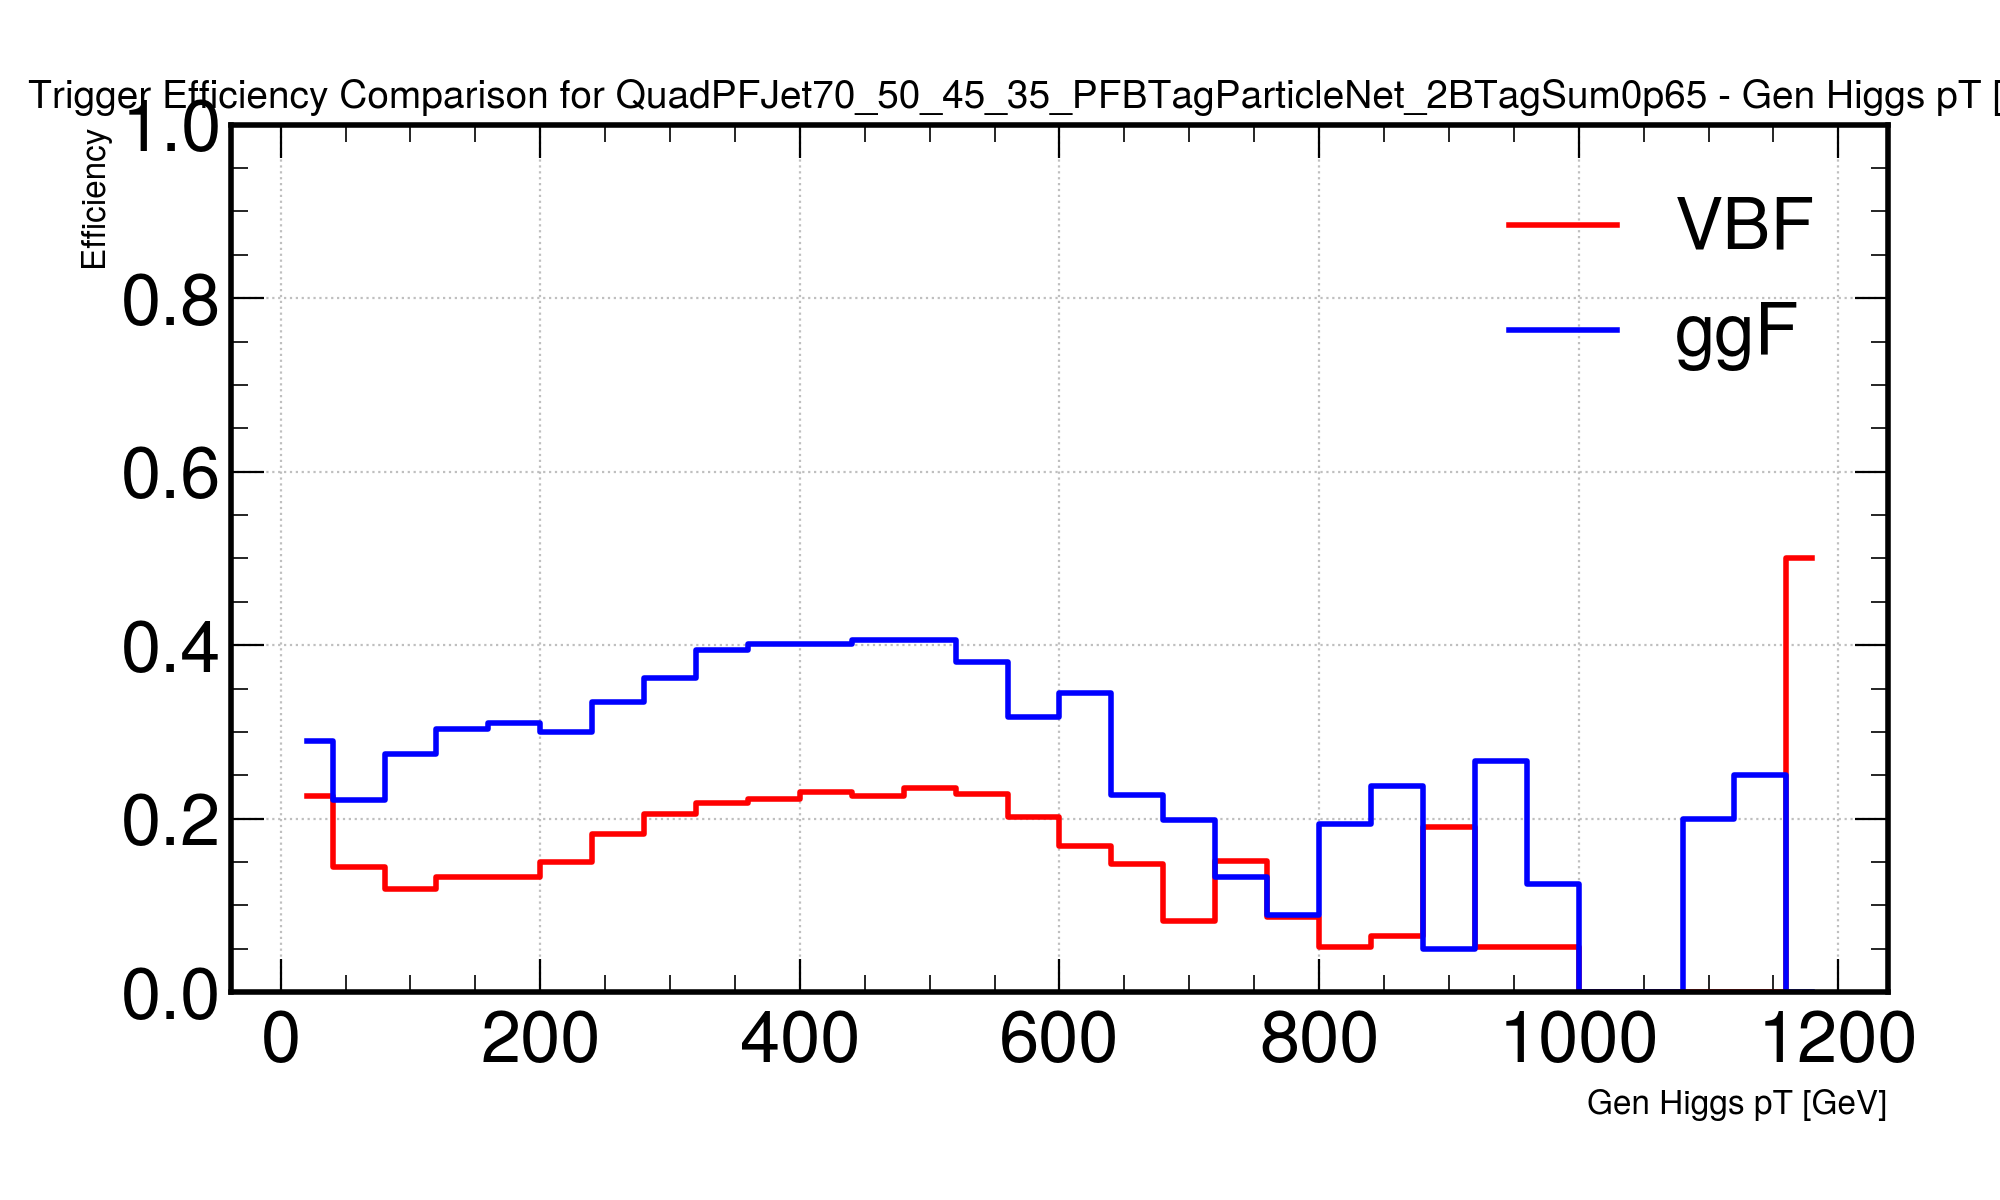 Trigger Efficiency Comparison for QuadPFJet70_50_45_35_PFBTagParticleNet_2BTagSum0p65 - Gen Higgs pT [
Efficiency
1.0
0.8
0.6
0.4
0.2
0.0
VBF
ggF
0 200 400 600 800 1000 1200
Gen Higgs pT [GeV]